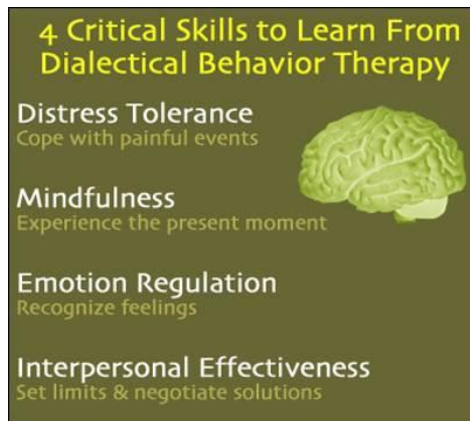 4 Critical Skills to Learn From
Dialectical Behavior Therapy
Distress Tolerance
Cope with painful events
Mindfulness
Experience the present moment
Emotion Regulation
Recognize feelings
Interpersonal Effectiveness
Set limits & negotiate solutions